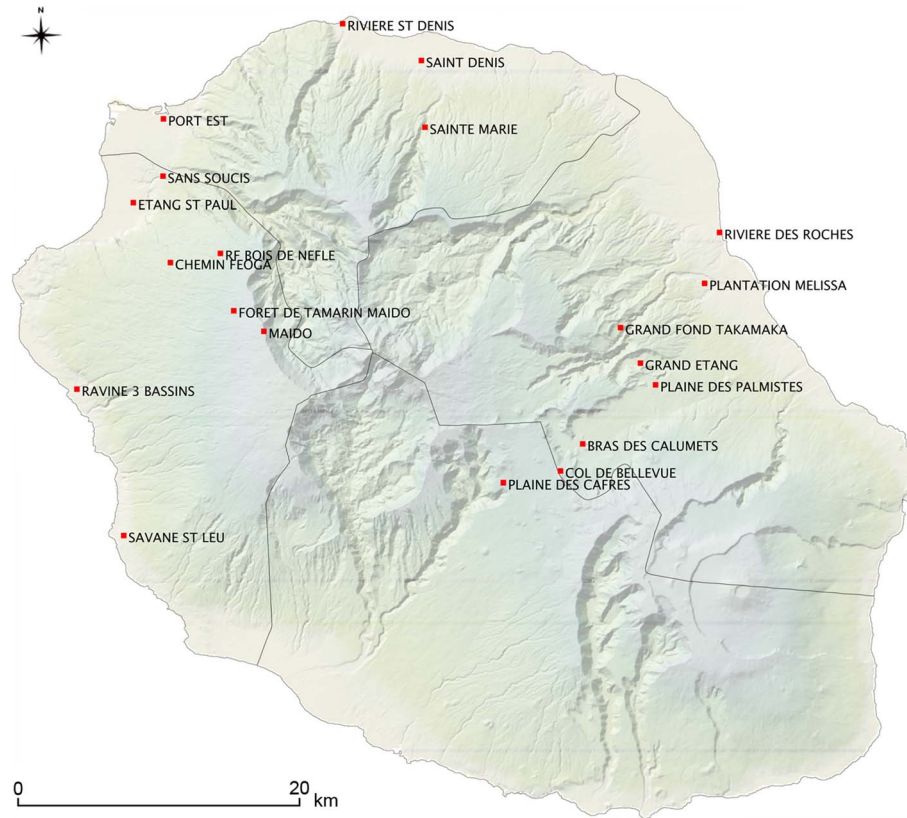 N
RIVIERE ST DENIS
SAINT DENIS
PORT EST
SAINTE MARIE
SANS SOUCIS
ETANG ST PAUL
RIVIERE DES ROCHES
RF BOIS DE NEFLE
CHEMIN FEOGA
PLANTATION MELISSA
FORET DE TAMARIN MAIDO
MAIDO
GRAND FOND TAKAMAKA
GRAND ETANG
PLAINE DES PALMISTES
RAVINE 3 BASSINS
BRAS DES CALUMETS
COL DE BELLEVUE
PLAINE DES CAFRES
SAVANE ST LEU
0 20
km